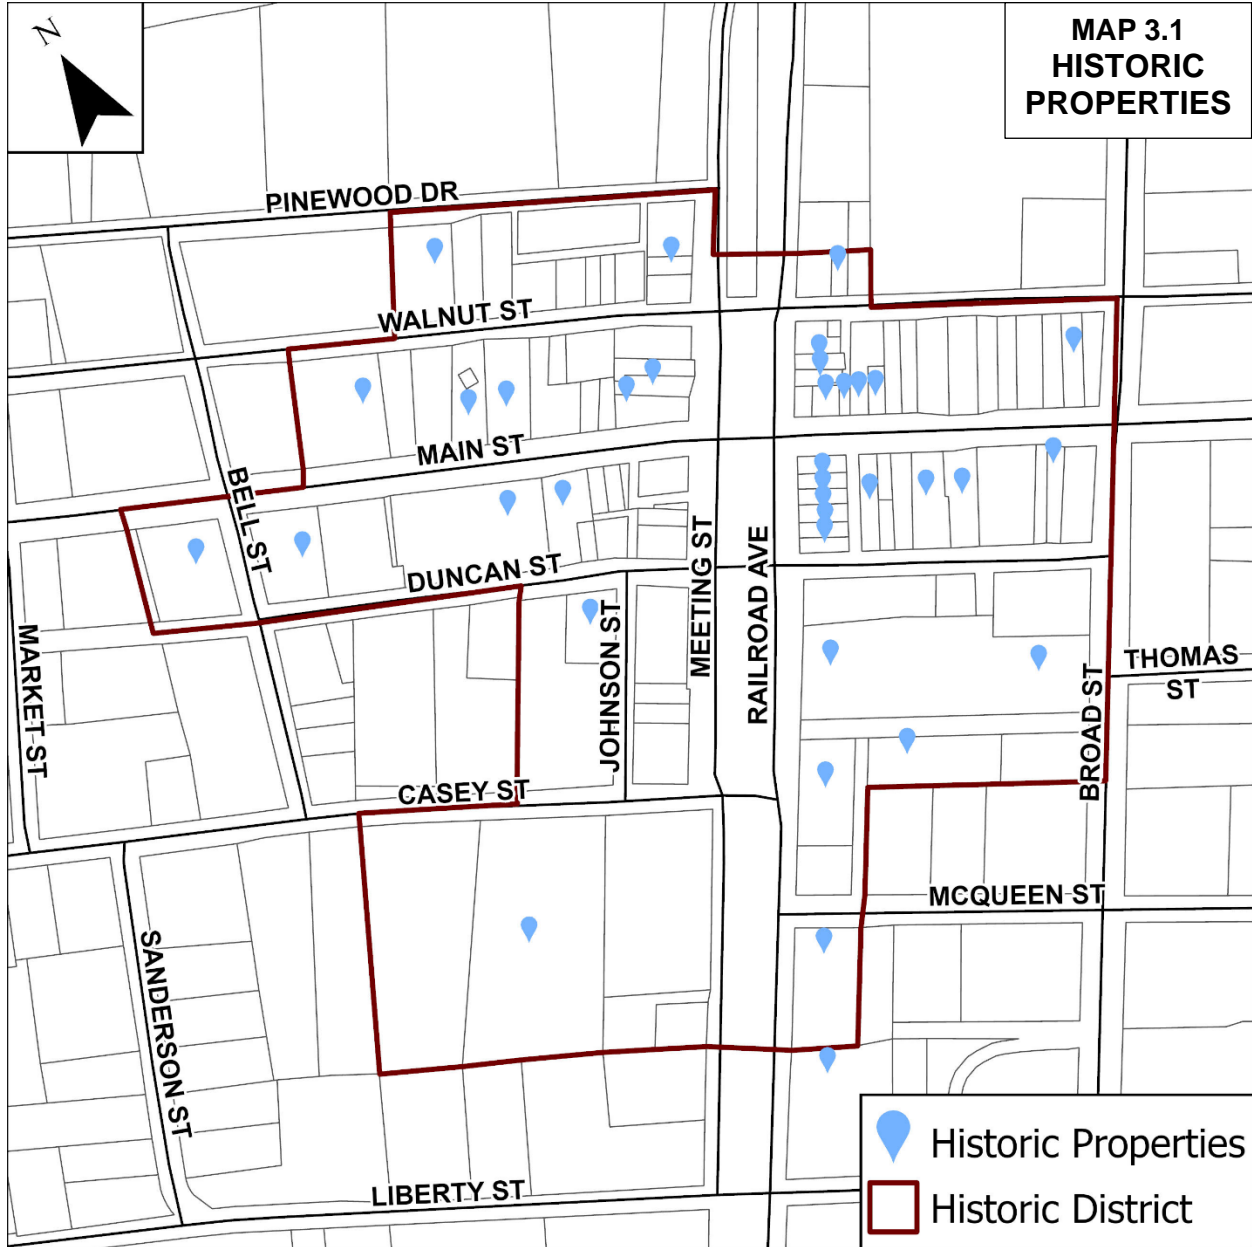 N
MAP 3.1
HISTORIC
PROPERTIES
PINEWOOD DR
WALNUT ST
MAIN ST
BELL ST
DUNCAN ST
MEETING ST
RAILROAD AVE
JOHNSON ST
MARKET ST
THOMAS
ST
BROAD ST
CASEY ST
MCQUEEN ST
SANDERSON ST
LIBERTY ST
Historic Properties
Historic District